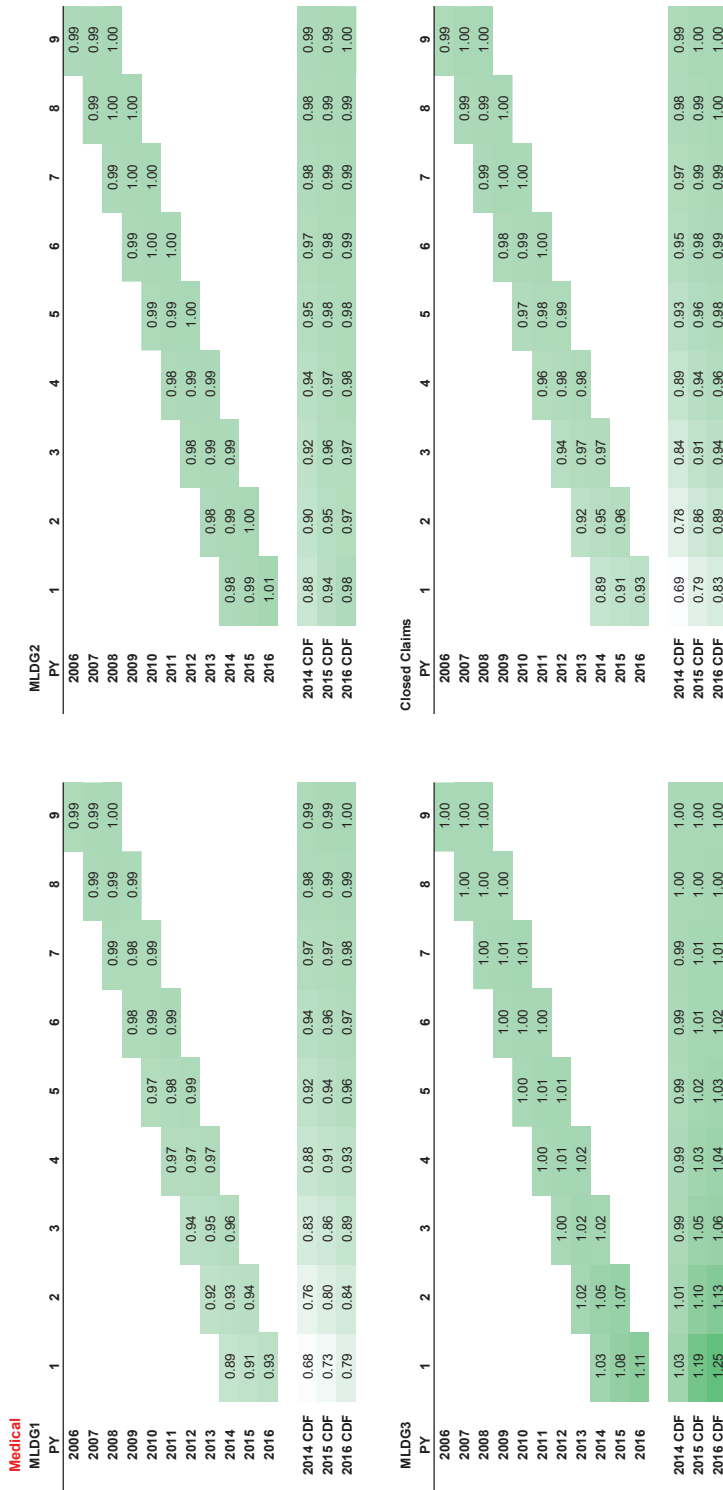 Medical
MLDG1
PY 1 2 3 4 5 6 7 8 9
2006 0.99
2007 0.99 0.99
2008 0.99 0.99 1.00
2009 0.98 0.98 0.99
2010 0.97 0.99 0.99
2011 0.97 0.98 0.99
2012 0.94 0.97 0.99
2013 0.92 0.95 0.97
2014 0.89 0.93 0.96
2015 0.91 0.94
2016 0.93
2014 CDF 0.68 0.76 0.83 0.88 0.92 0.94 0.97 0.98 0.99
2015 CDF 0.73 0.80 0.86 0.91 0.94 0.96 0.97 0.99 0.99
2016 CDF 0.79 0.84 0.89 0.93 0.96 0.97 0.98 0.99 1.00
MLDG2
PY 1 2 3 4 5 6 7 8 9
2006 0.99
2007 0.99 0.99
2008 0.99 1.00 1.00
2009 0.99 1.00 1.00
2010 0.99 1.00 1.00
2011 0.98 0.99 1.00
2012 0.98 0.99 1.00
2013 0.98 0.99 0.99
2014 0.98 0.99 0.99
2015 0.99 1.00
2016 1.01
2014 CDF 0.88 0.90 0.92 0.94 0.95 0.97 0.98 0.98 0.99
2015 CDF 0.94 0.95 0.96 0.97 0.98 0.98 0.99 0.99 0.99
2016 CDF 0.98 0.97 0.97 0.98 0.98 0.99 0.99 0.99 1.00
MLDG3
PY 1 2 3 4 5 6 7 8 9
2006 1.00
2007 1.00 1.00
2008 1.00 1.00 1.00
2009 1.00 1.01 1.00
2010 1.00 1.00 1.01
2011 1.00 1.01 1.00
2012 1.00 1.01 1.01
2013 1.02 1.02 1.02
2014 1.03 1.05 1.02
2015 1.08 1.07
2016 1.11
2014 CDF 1.03 1.01 0.99 0.99 0.99 0.99 0.99 1.00 1.00
2015 CDF 1.19 1.10 1.05 1.03 1.02 1.01 1.01 1.00 1.00
2016 CDF 1.25 1.13 1.06 1.04 1.03 1.02 1.01 1.00 1.00
Closed Claims
PY 1 2 3 4 5 6 7 8 9
2006 0.99
2007 0.99 1.00
2008 0.99 0.99 1.00
2009 0.98 1.00 1.00
2010 0.97 0.99 1.00
2011 0.96 0.98 1.00
2012 0.94 0.98 0.99
2013 0.92 0.97 0.98
2014 0.89 0.95 0.97
2015 0.91 0.96
2016 0.93
2014 CDF 0.69 0.78 0.84 0.89 0.93 0.95 0.97 0.98 0.99
2015 CDF 0.79 0.86 0.91 0.94 0.96 0.98 0.99 0.99 1.00
2016 CDF 0.83 0.89 0.94 0.96 0.98 0.99 0.99 1.00 1.00